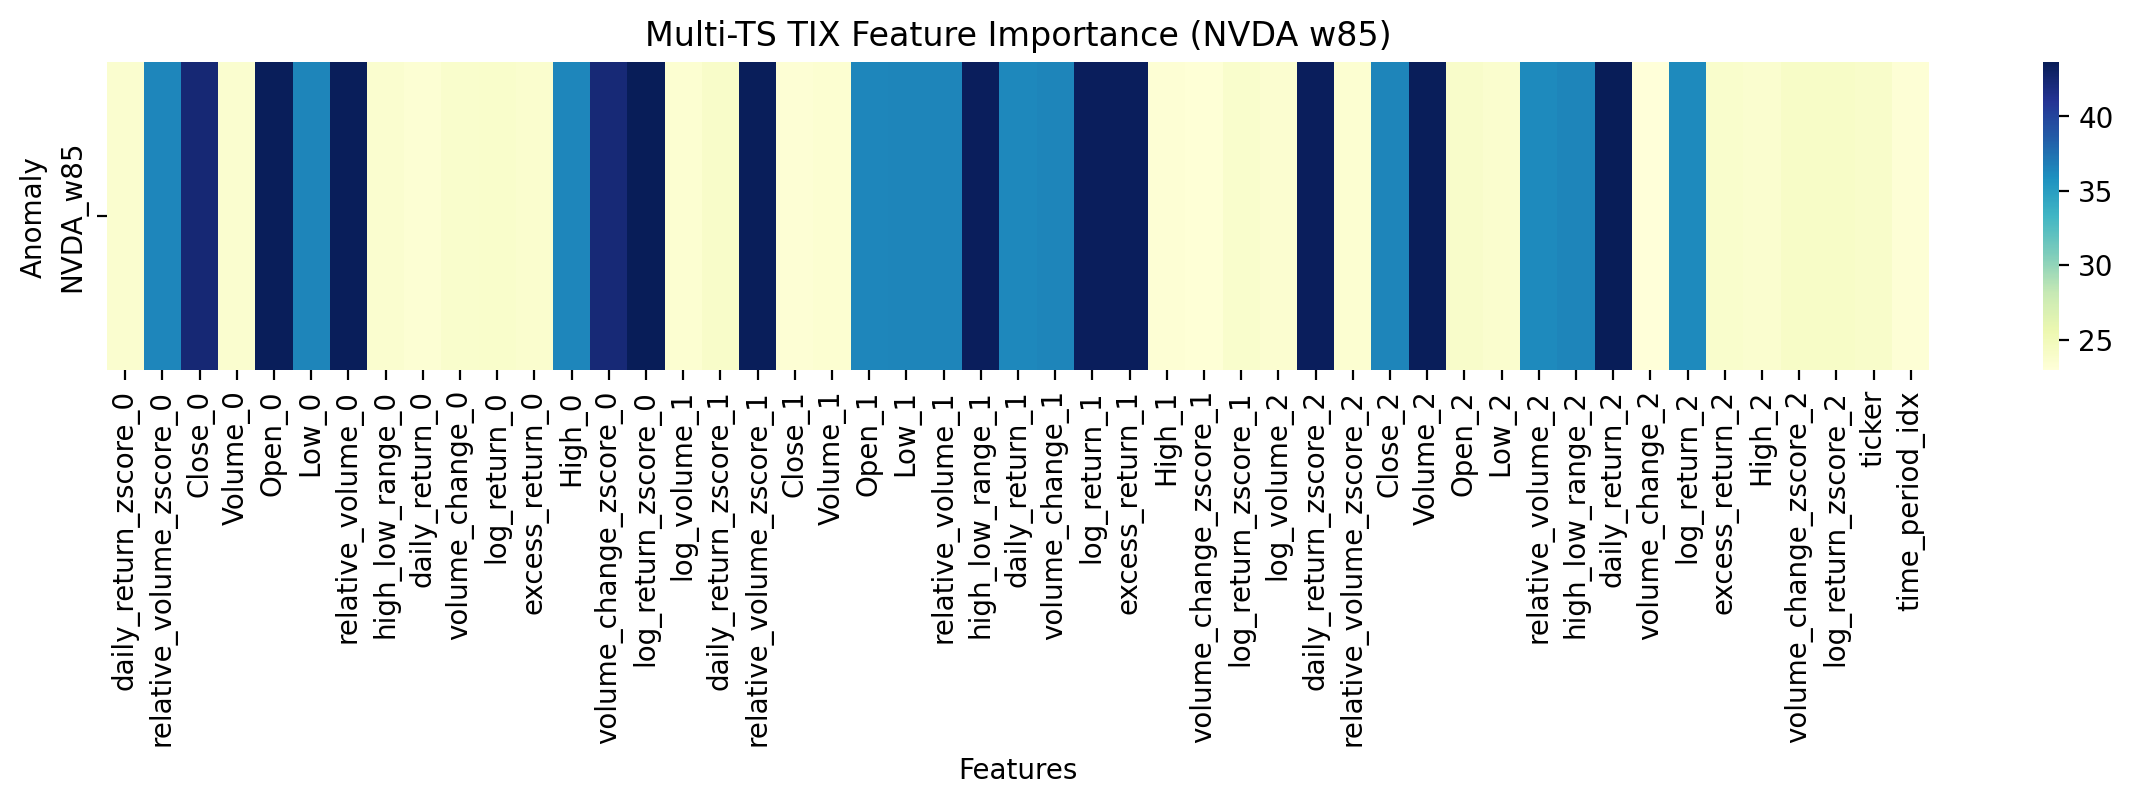 Multi-TS TIX Feature Importance (NVDA w85)
Anomaly
NVDA_w85
40
35
30
25
daily_return_zscore_0
relative_volume_zscore_0
Close_0
Volume_0
Open_0
Low_0
relative_volume_0
high_low_range_0
daily_return_0
volume_change_0
log_return_0
excess_return_0
High_0
volume_change_zscore_0
log_return_zscore_0
log_volume_1
daily_return_zscore_1
relative_volume_zscore_1
Close_1
Volume_1
Open_1
Low_1
relative_volume_1
high_low_range_1
daily_return_1
volume_change_1
log_return_1
excess_return_1
High_1
volume_change_zscore_1
log_return_zscore_1
log_volume_2
daily_return_zscore_2
relative_volume_zscore_2
Close_2
Volume_2
Open_2
Low_2
relative_volume_2
high_low_range_2
daily_return_2
volume_change_2
log_return_2
excess_return_2
High_2
volume_change_zscore_2
log_return_zscore_2
ticker
time_period_idx
Features